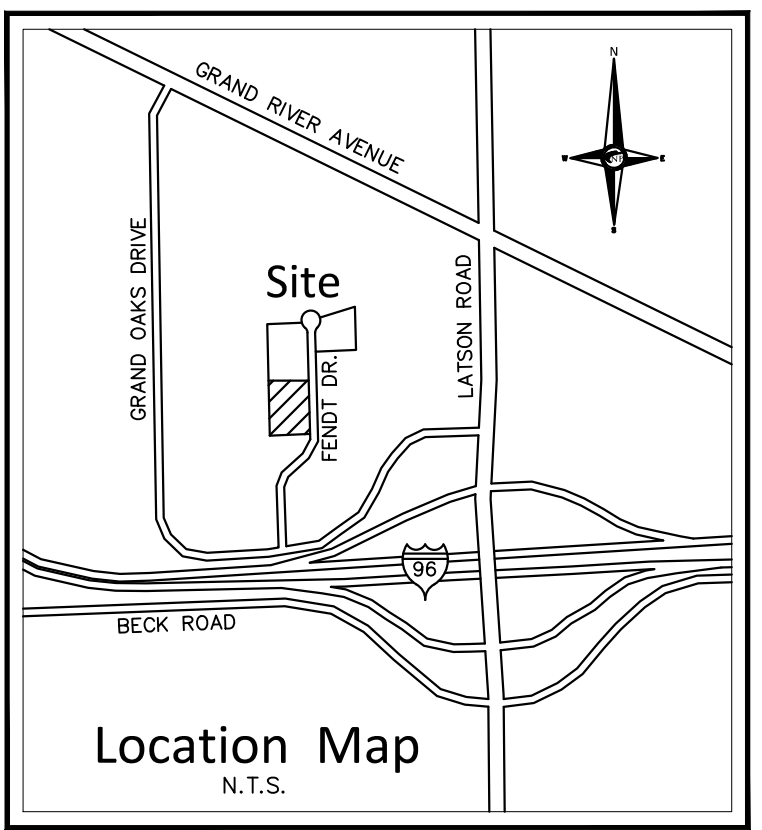 N
GRAND RIVER AVENUE
W
E
S
GRAND OAKS DRIVE
Site
LATSON ROAD
FENDT DR.
96
BECK ROAD
Location Map
N.T.S.